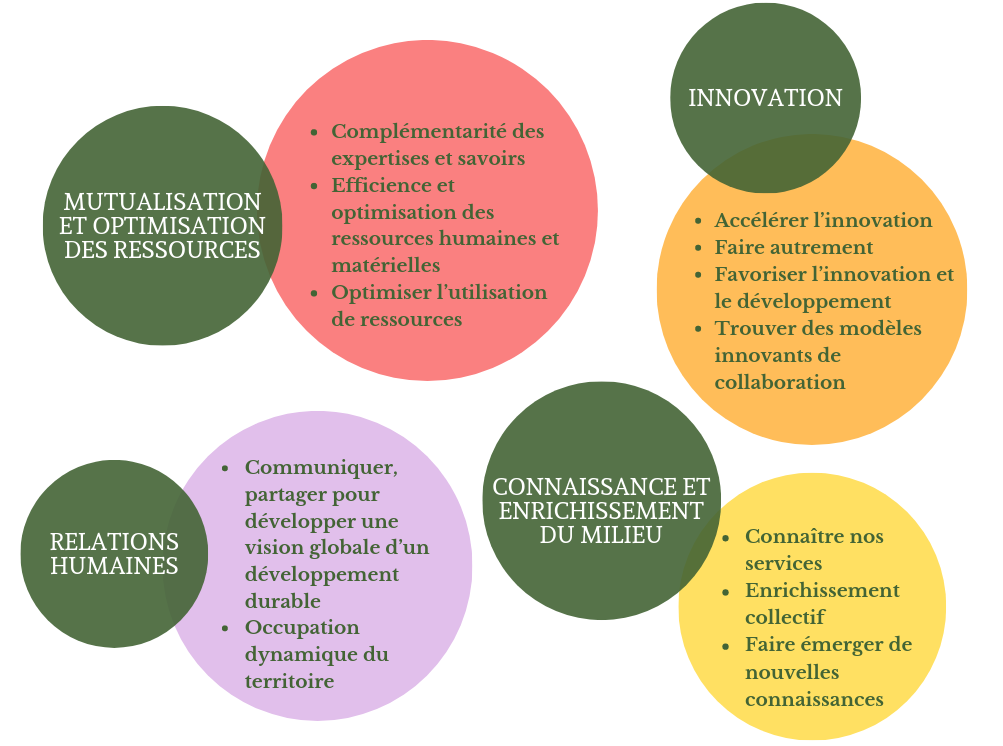 MUTUALISATION
ET OPTIMISATION
DES RESSOURCES
• Complémentarité des
expertises et savoirs
• Efficience et
optimisation des
ressources humaines et
matérielles
• Optimiser l'utilisation
de ressources
INNOVATION
• Accélérer l'innovation
• Faire autrement
• Favoriser l'innovation et
le développement
• Trouver des modèles
innovants de
collaboration
RELATIONS
HUMAINES
• Communiquer,
partager pour
développer une
vision globale d'un
développement
durable
• Occupation
dynamique du
territoire
CONNAISSANCE ET
ENRICHISSEMENT
DU MILIEU
• Connaître nos
services
• Enrichissement
collectif
• Faire émerger de
nouvelles
connaissances